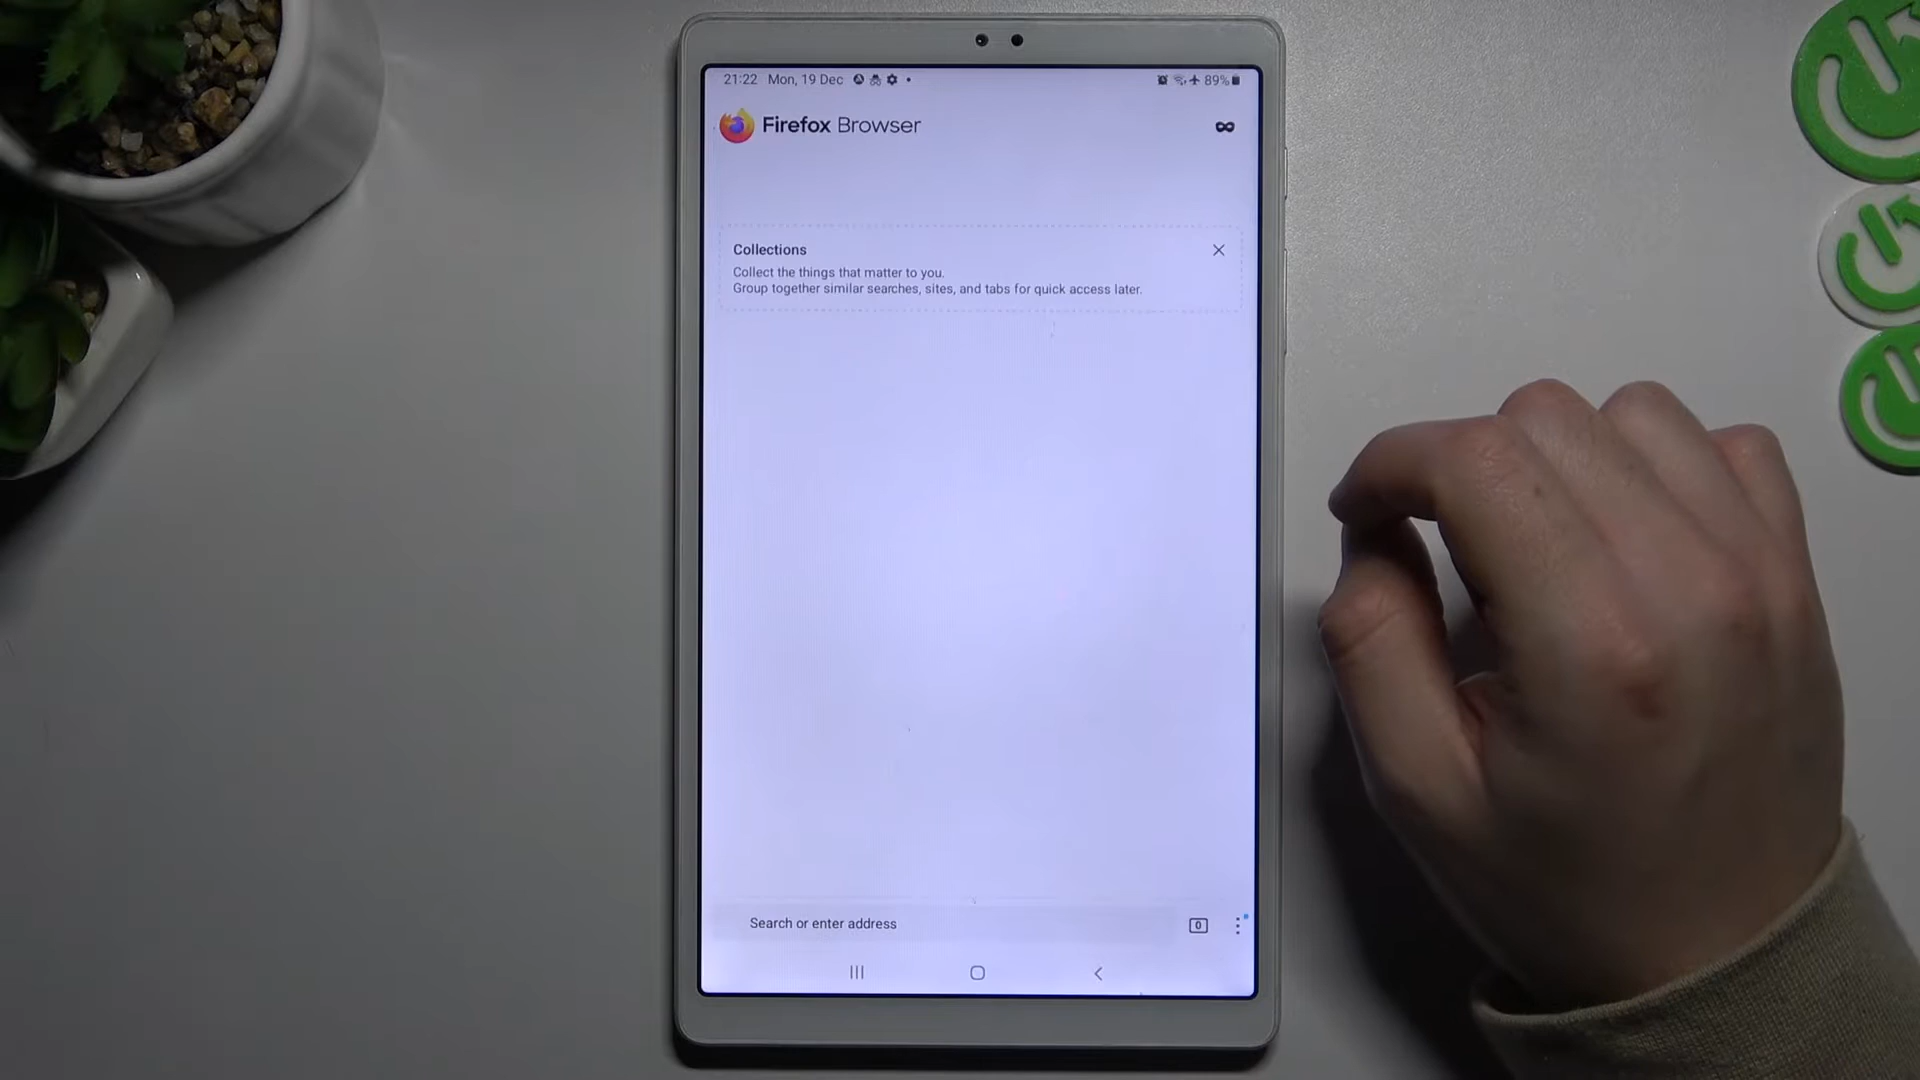 21:22 Mon, 19 Dec
89%
Firefox Browser
Collections
Collect the things that matter to you.
Group together similar searches, sites, and tabs for quick access later.
Search or enter address
0